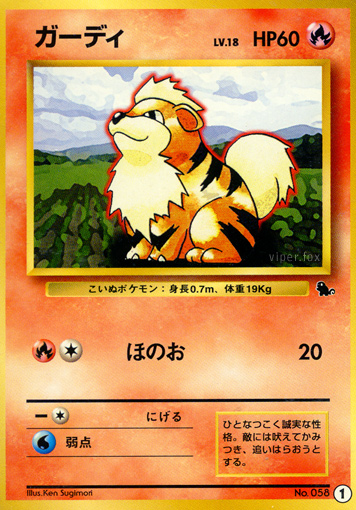 ガーディ LV.18 HP60
viper.fox
こいぬポケモン：身長0.7m、体重19Kg
ほのお 20
にげる
弱点
ひとなつこく誠実な性
格。敵には吠えてかみ
つき、追いはらおうと
する。
Illus.Ken Sugimori No.058 1